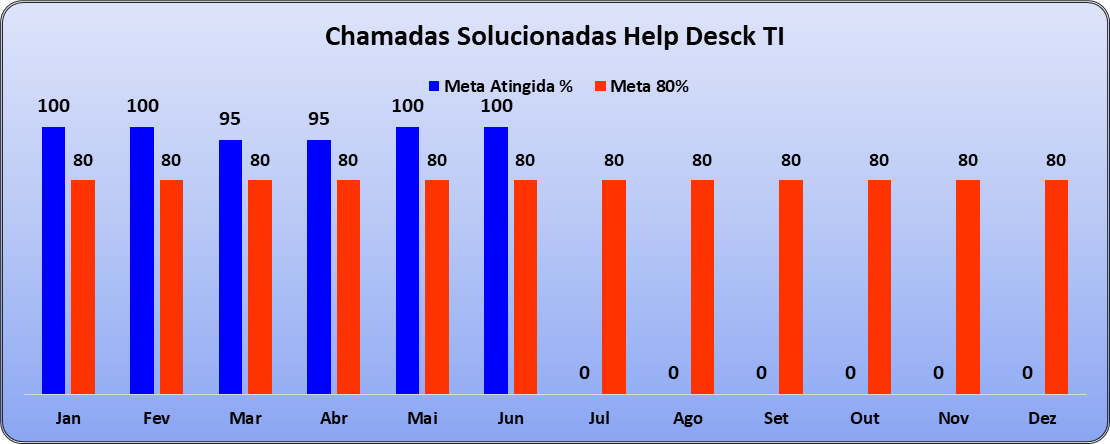 Chamadas Solucionadas Help Desck TI
Meta Atingida % Meta 80%
100 100 95 95 100 100
80 80 80 80 80 80 80 80 80 80 80 80
0 0 0 0 0 0
Jan Fev Mar Abr Mai Jun Jul Ago Set Out Nov Dez